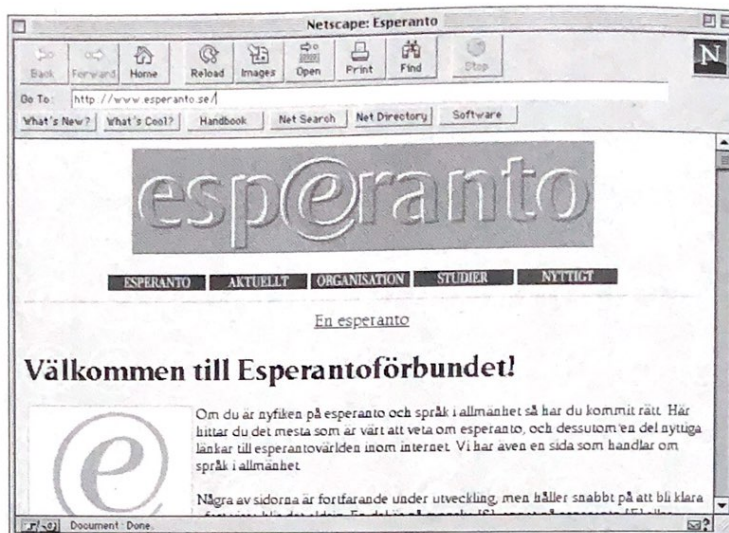 Netscape: Esperanto
Back Forward Home Reload Images Open Print Find Stop
N
Go To: http://www.esperanto.se/
What's New? What's Cool? Handbook Net Search Net Directory Software
esp@ranto
ESPERANTO AKTUELLT ORGANISATION STUDIER NYTTIGT
En esperanto
Välkommen till Esperantoförbundet!
Om du är nyfiken på esperanto och språk i allmänhet så har du kommit rätt. Här
hittar du det mesta som är värt att veta om esperanto, och dessutom en del nyttiga
länkar till esperantovärlden inom internet. Vi har även en sida som handlar om
språk i allmänhet.
Några av sidorna är fortfarande under utveckling, men håller snabbt på att bli klara
Document: Done.